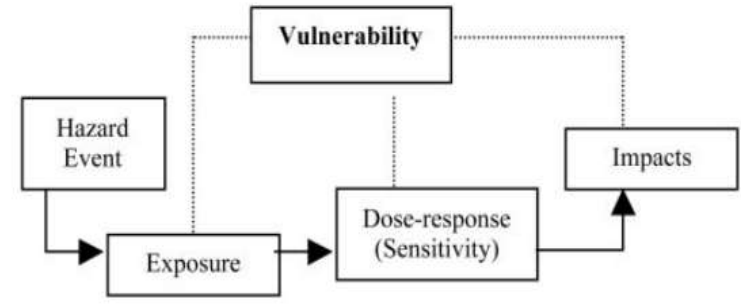 Vulnerability
Hazard
Event
Impacts
Dose-response
(Sensitivity)
Exposure